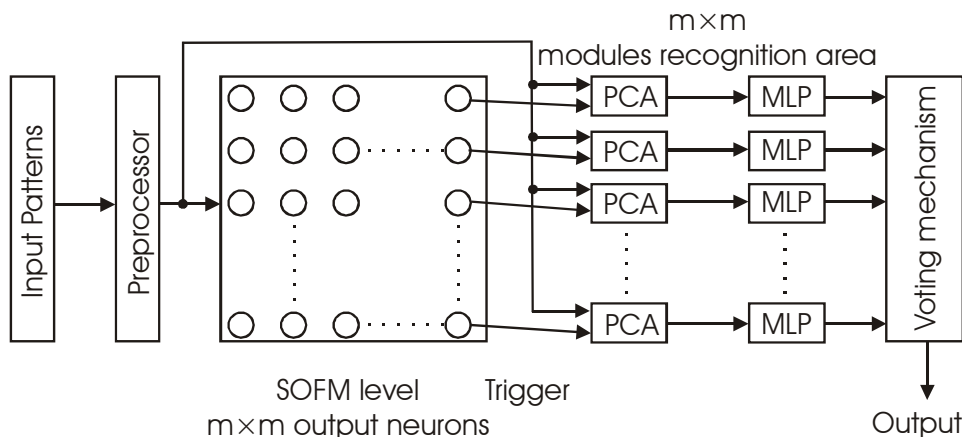 m×m
modules recognition area
Input Patterns
Preprocessor
PCA
MLP
PCA
MLP
PCA
MLP
PCA
MLP
Voting mechanism
SOFM level
m×m output neurons
Trigger
Output